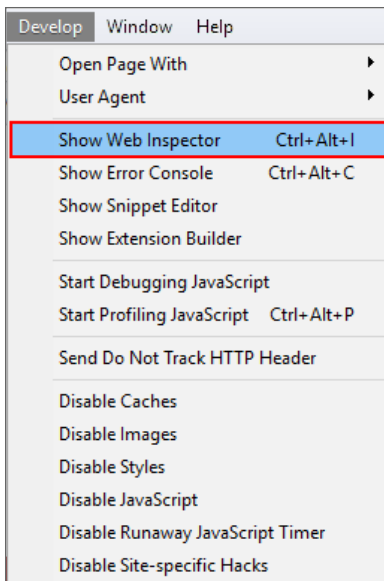 Develop Window Help
Open Page With
User Agent
Show Web Inspector Ctrl+Alt+I
Show Error Console Ctrl+Alt+C
Show Snippet Editor
Show Extension Builder
Start Debugging JavaScript
Start Profiling JavaScript Ctrl+Alt+P
Send Do Not Track HTTP Header
Disable Caches
Disable Images
Disable Styles
Disable JavaScript
Disable Runaway JavaScript Timer
Disable Site-specific Hacks